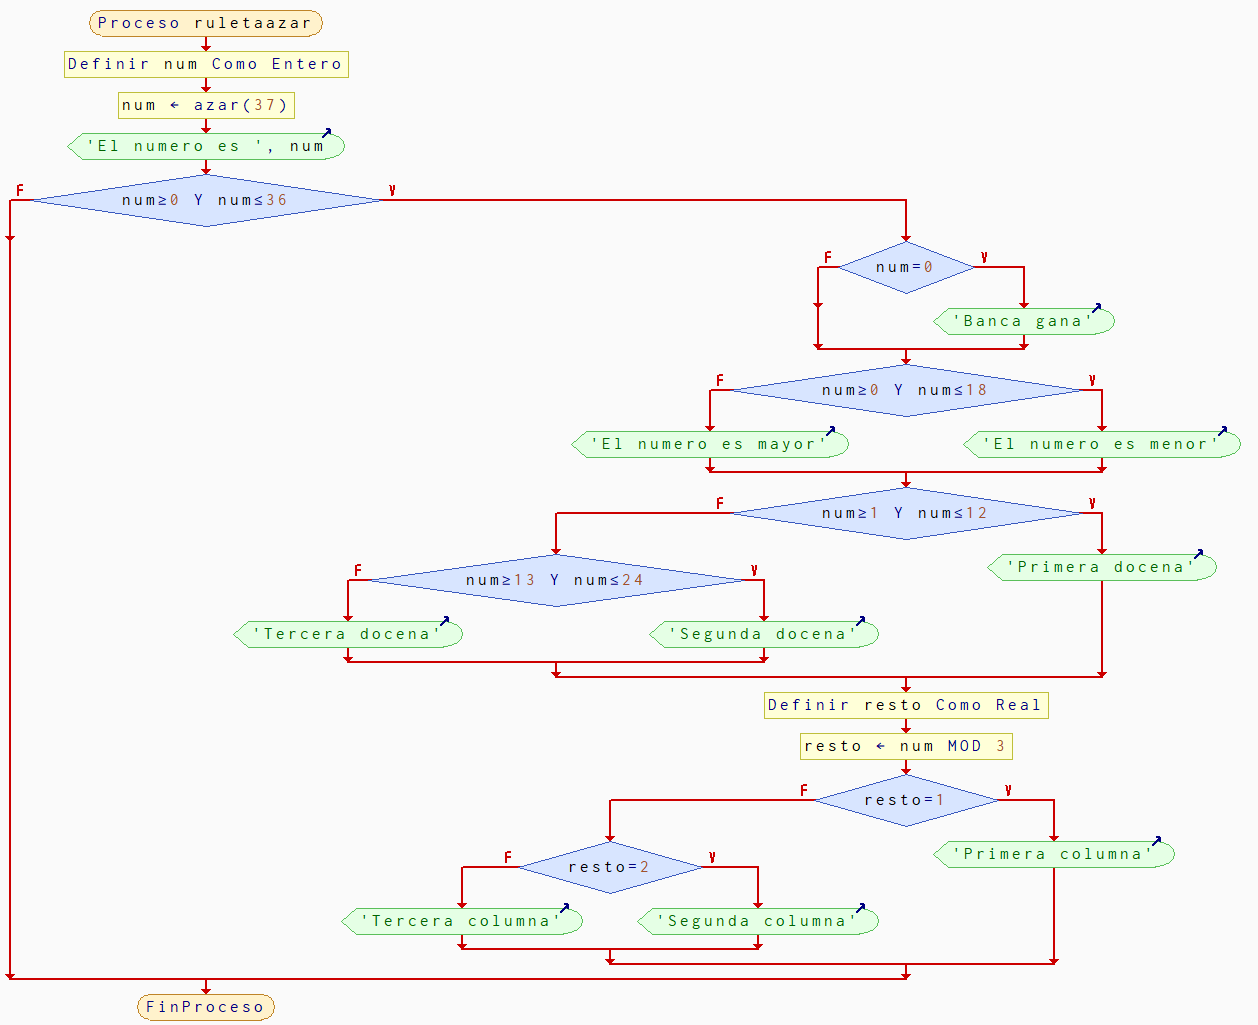 Proceso ruletaazar
Definir num Como Entero
num ← azar(37)
'El numero es ', num
F
V
num≥0 Y num≤36
F
V
num=0
'Banca gana'
F
V
num≥0 Y num≤18
'El numero es mayor'
'El numero es menor'
F
V
num≥1 Y num≤12
'Primera docena'
F
V
num≥13 Y num≤24
'Tercera docena'
'Segunda docena'
Definir resto Como Real
resto ← num MOD 3
F
V
resto=1
'Primera columna'
F
V
resto=2
'Tercera columna'
'Segunda columna'
FinProceso